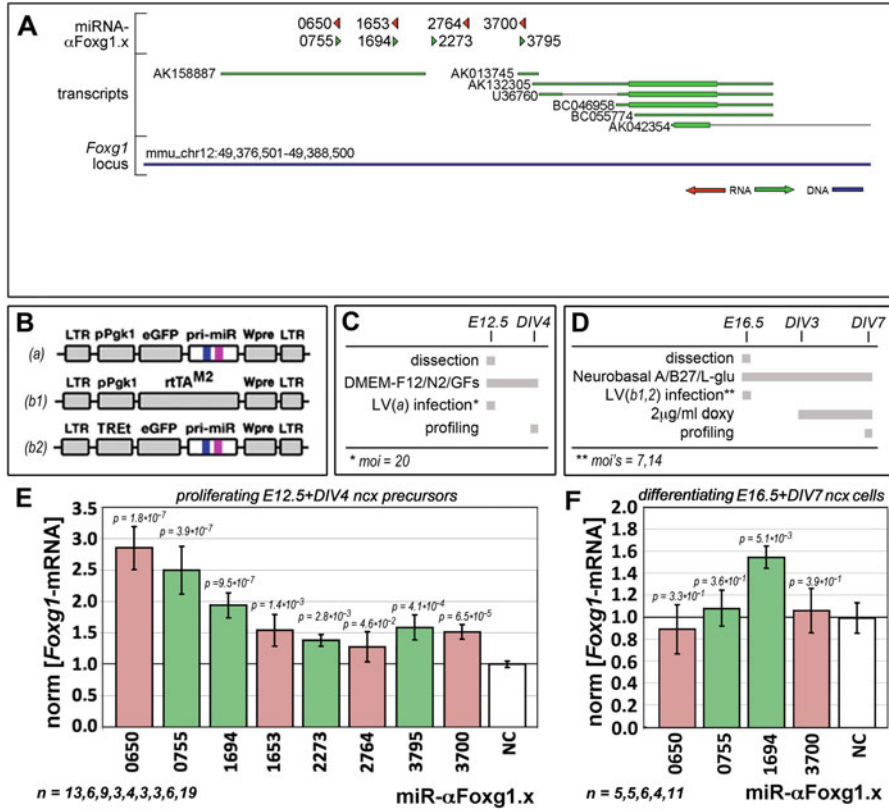 A
miRNA-
αFoxg1.x
0650 1653 2764 3700
0755 1694 2273 3795
transcripts
AK158887
AK013745
AK132305
U36760
BC046958
BC055774
AK042354
Foxg1
locus
mmu_chr12:49,376,501-49,388,500
RNA DNA
B
LTR pPgk1 eGFP pri-miR Wpre LTR
(a)
LTR pPgk1 rtTAM2 Wpre LTR
(b1)
LTR TREt eGFP pri-miR Wpre LTR
(b2)
C
E12.5 DIV4
dissection
DMEM-F12/N2/GFs
LV(a) infection*
profiling
* moi = 20
D
E16.5 DIV3 DIV7
dissection
Neurobasal A/B27/L-glu
LV(b1,2) infection**
2μg/ml doxy
profiling
** moi's = 7,14
E
proliferating E12.5+DIV4 ncx precursors
norm [Foxg1-mRNA]
3.5
3.0
2.5
2.0
1.5
1.0
0.5
0.0
p = 1.8•10-7
p = 3.9•10-7
p =9.5•10-7
p = 1.4•10-3
p = 2.8•10-3
p = 4.6•10-2
p = 4.1•10-4
p = 6.5•10-5
0650 0755 1694 1653 2273 2764 3795 3700 NC
n = 13,6,9,3,4,3,3,6,19
miR-αFoxg1.x
F
differentiating E16.5+DIV7 ncx cells
norm [Foxg1-mRNA]
2.0
1.8
1.6
1.4
1.2
1.0
0.8
0.6
0.4
0.2
0.0
p = 3.3•10-1
p = 3.6•10-1
p = 5.1•10-3
p = 3.9•10-1
0650 0755 1694 3700 NC
n = 5,5,6,4,11
miR-αFoxg1.x